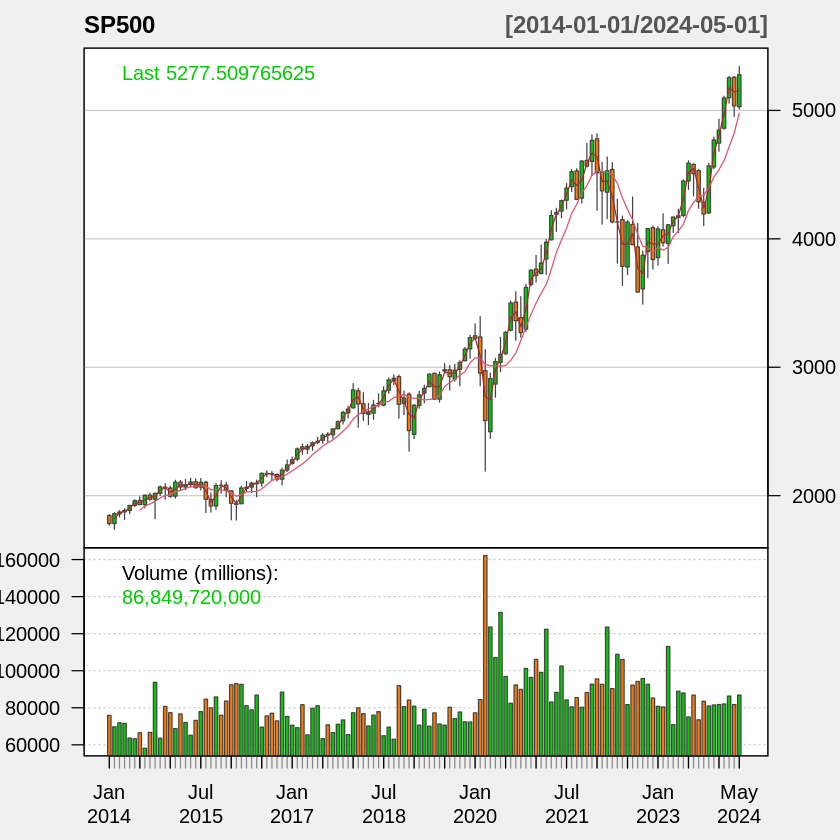 SP500 [2014-01-01/2024-05-01]
Last 5277.509765625
5000
4000
3000
2000
160000
Volume (millions):
86,849,720,000
140000
120000
100000
80000
60000
Jan Jul Jan Jul Jan Jul Jan May
2014 2015 2017 2018 2020 2021 2023 2024